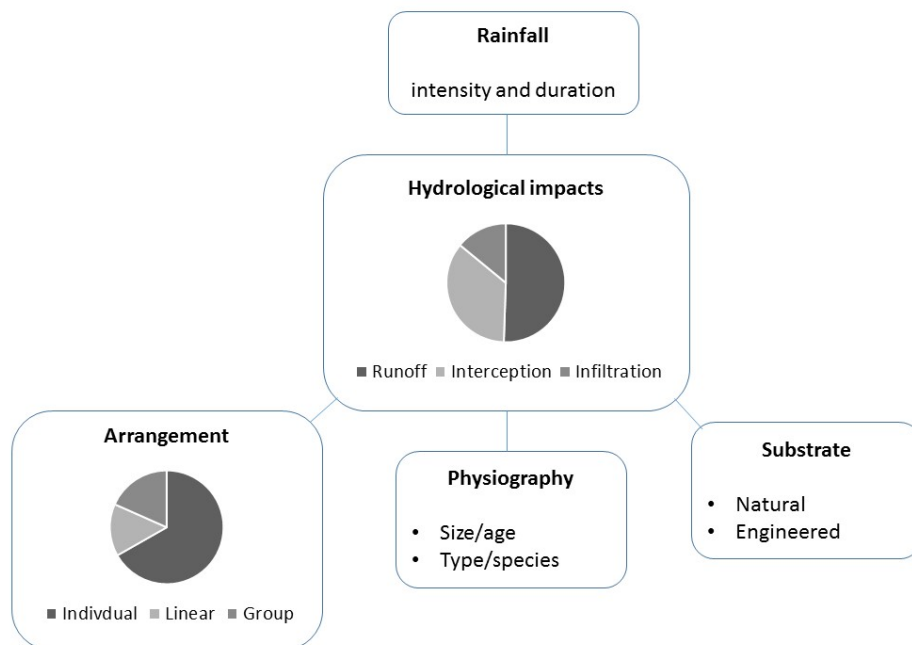 Rainfall
intensity and duration
Hydrological impacts
Runoff Interception Infiltration
Arrangement
Indivdual Linear Group
Physiography
• Size/age
• Type/species
Substrate
• Natural
• Engineered